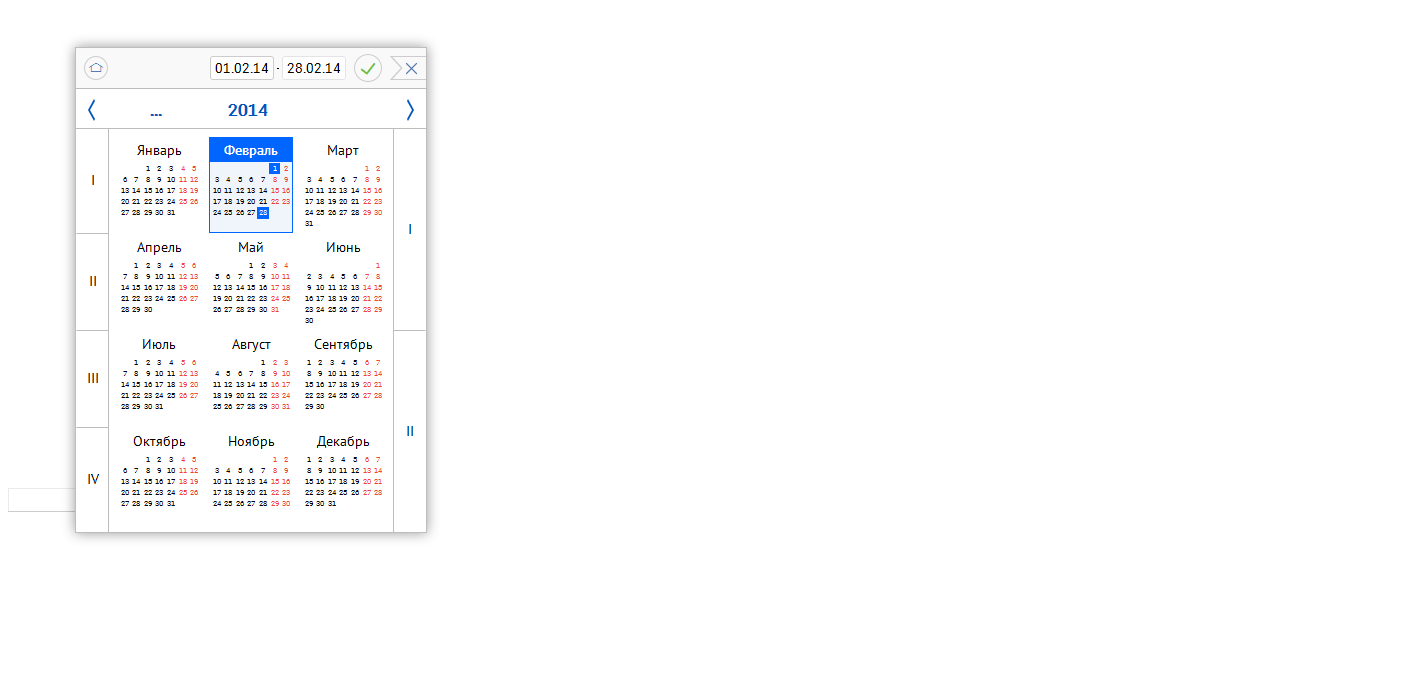 01.02.14 - 28.02.14
... 2014
I
II
III
IV
I
II
Январь Февраль Март
1 2 3 4 5 1 2 1 2
6 7 8 9 10 11 12 3 4 5 6 7 8 9 3 4 5 6 7 8 9
13 14 15 16 17 18 19 10 11 12 13 14 15 16 10 11 12 13 14 15 16
20 21 22 23 24 25 26 17 18 19 20 21 22 23 17 18 19 20 21 22 23
27 28 29 30 31 24 25 26 27 28 24 25 26 27 28 29 30
31
Апрель Май Июнь
1 2 3 4 5 6 1 2 3 4 1
7 8 9 10 11 12 13 5 6 7 8 9 10 11 2 3 4 5 6 7 8
14 15 16 17 18 19 20 12 13 14 15 16 17 18 9 10 11 12 13 14 15
21 22 23 24 25 26 27 19 20 21 22 23 24 25 16 17 18 19 20 21 22
28 29 30 26 27 28 29 30 31 23 24 25 26 27 28 29
30
Июль Август Сентябрь
1 2 3 4 5 6 1 2 3 1 2 3 4 5 6 7
7 8 9 10 11 12 13 4 5 6 7 8 9 10 8 9 10 11 12 13 14
14 15 16 17 18 19 20 11 12 13 14 15 16 17 15 16 17 18 19 20 21
21 22 23 24 25 26 27 18 19 20 21 22 23 24 22 23 24 25 26 27 28
28 29 30 31 25 26 27 28 29 30 31 29 30
Октябрь Ноябрь Декабрь
1 2 3 4 5 1 2 1 2 3 4 5 6 7
6 7 8 9 10 11 12 3 4 5 6 7 8 9 8 9 10 11 12 13 14
13 14 15 16 17 18 19 10 11 12 13 14 15 16 15 16 17 18 19 20 21
20 21 22 23 24 25 26 17 18 19 20 21 22 23 22 23 24 25 26 27 28
27 28 29 30 31 24 25 26 27 28 29 30 29 30 31